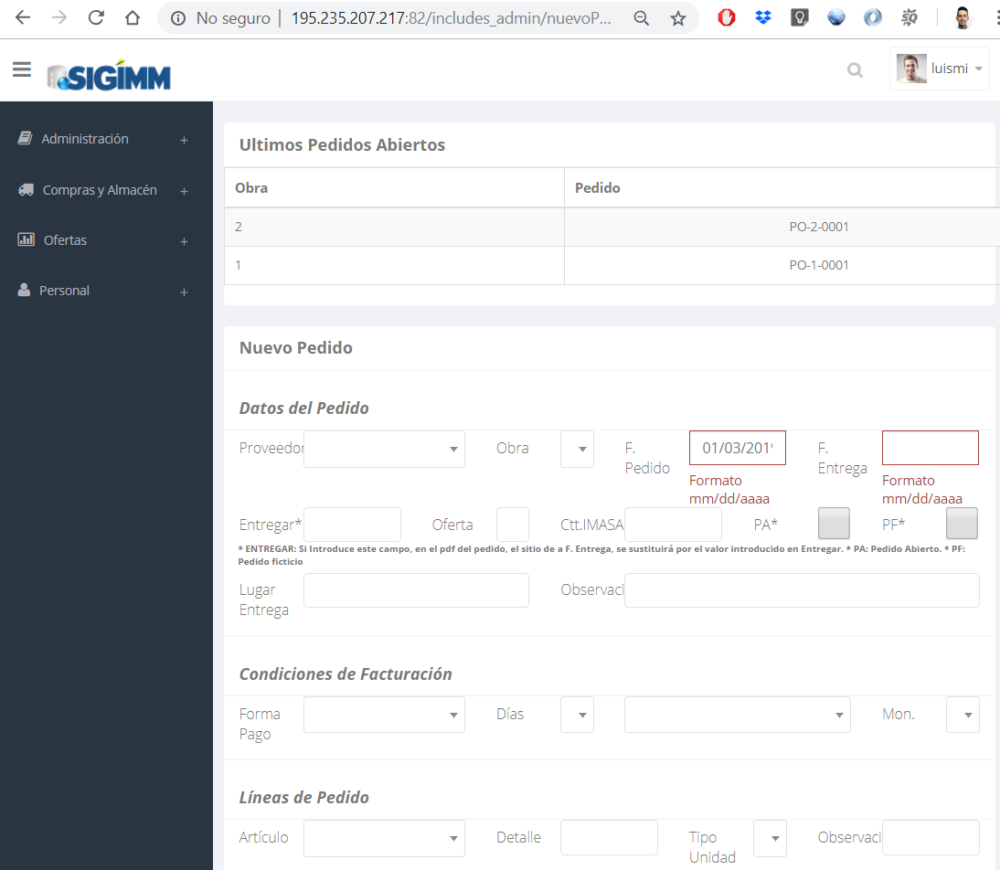 No seguro | 195.235.207.217:82/includes_admin/nuevoP...
SIGIMM
luismi
Administración +
Compras y Almacén +
Ofertas +
Personal +
Ultimos Pedidos Abiertos
Obra Pedido
2 PO-2-0001
1 PO-1-0001
Nuevo Pedido
Datos del Pedido
Proveedor Obra F. Pedido 01/03/201 F. Entrega
Formato mm/dd/aaaa Formato mm/dd/aaaa
Entregar* Oferta Ctt.IMASA PA* PF*
* ENTREGAR: Si Introduce este campo, en el pdf del pedido, el sitio de a F. Entrega, se sustituirá por el valor introducido en Entregar. * PA: Pedido Abierto. * PF:
Pedido ficticio
Lugar Entrega Observaci
Condiciones de Facturación
Forma Pago Días Mon.
Líneas de Pedido
Artículo Detalle Tipo Unidad Observaci